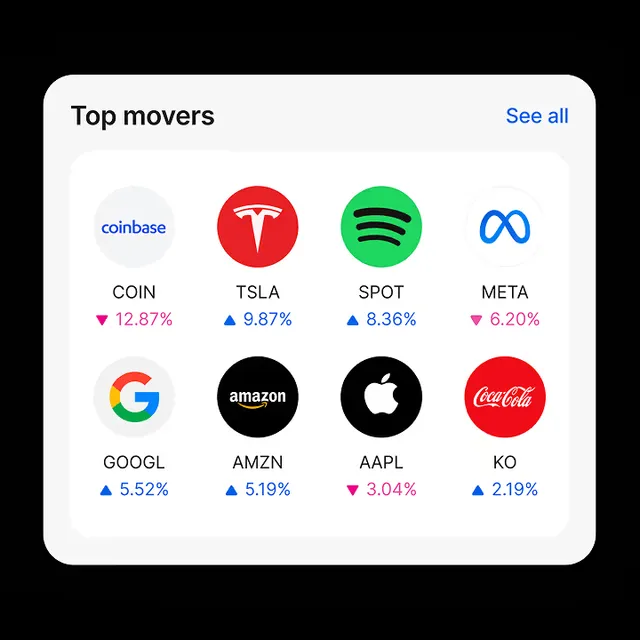 Top movers
See all
coinbase
COIN
▼ 12.87%
TSLA
▲ 9.87%
SPOT
▲ 8.36%
META
▼ 6.20%
GOOGL
▲ 5.52%
amazon
AMZN
▲ 5.19%
AAPL
▼ 3.04%
Coca-Cola
KO
▲ 2.19%